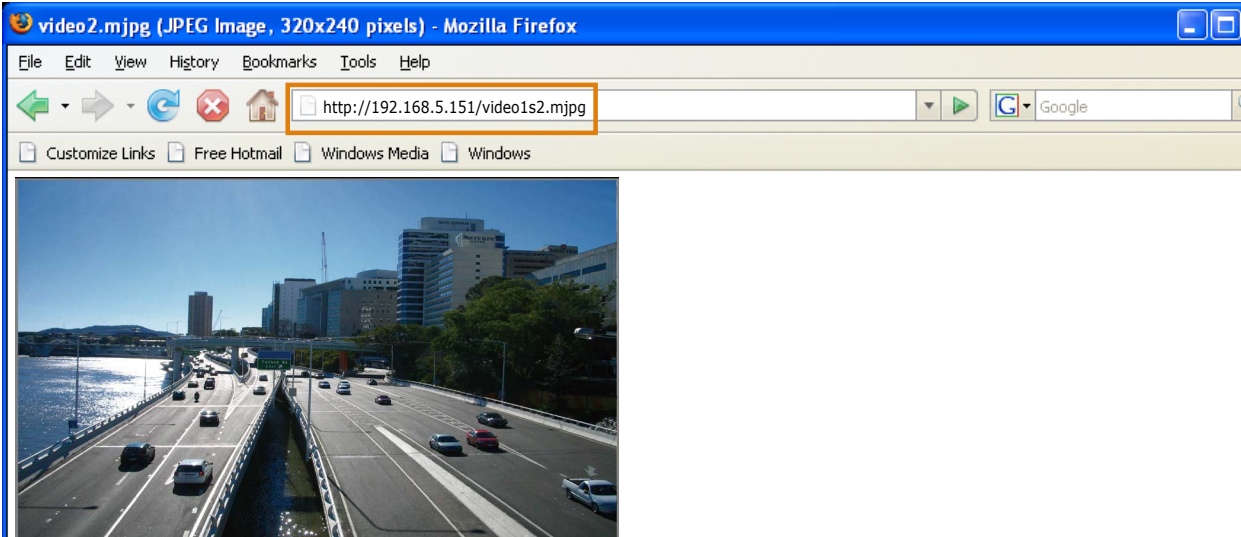 video2.mjpg (JPEG Image, 320x240 pixels) - Mozilla Firefox
File Edit View History Bookmarks Tools Help
http://192.168.5.151/video1s2.mjpg G Google
Customize Links Free Hotmail Windows Media Windows
Mercure